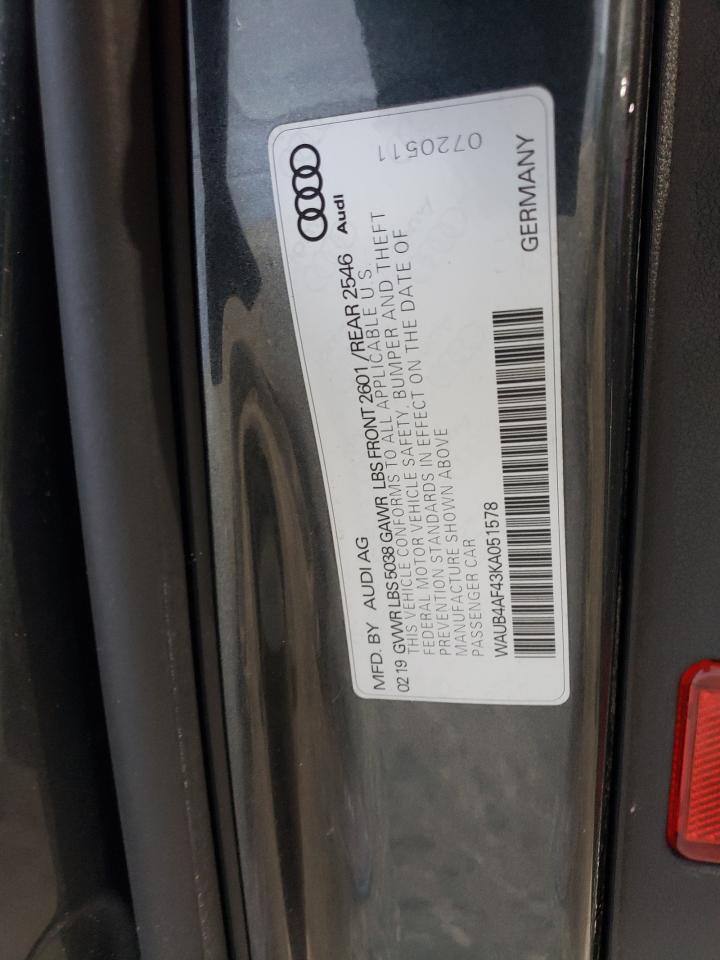 Audi
0720511
MFD. BY AUDI AG
02 19 GVWR LBS 5038 GAWR LBS FRONT 2601 / REAR 2546
THIS VEHICLE CONFORMS TO ALL APPLICABLE U S.
FEDERAL MOTOR VEHICLE SAFETY, BUMPER AND THEFT
PREVENTION STANDARDS IN EFFECT ON THE DATE OF
MANUFACTURE SHOWN ABOVE
PASSENGER CAR
WAUB4AF43KA051578
GERMANY